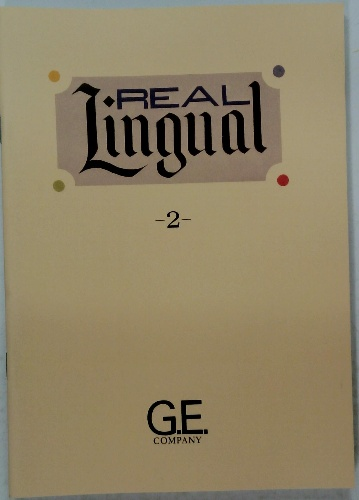 REAL
Lingual
-2-
G.E.
COMPANY